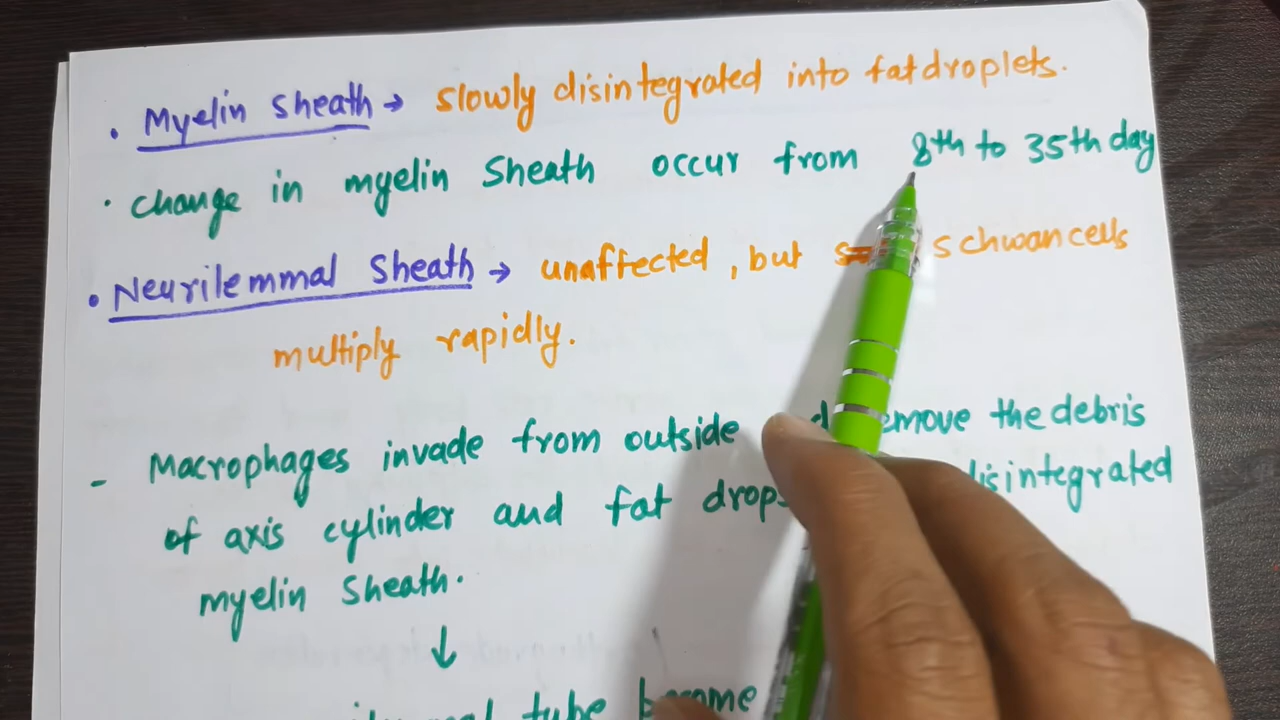 • Myelin Sheath → slowly disintegrated into fat droplets.
• Change in myelin Sheath occur from 8th to 35th day
• Neurilemmal Sheath → unaffected, but schwan cells
multiply rapidly.
- Macrophages invade from outside remove the debris
of axis cylinder and fat drops disintegrated
myelin Sheath.
↓
tube become